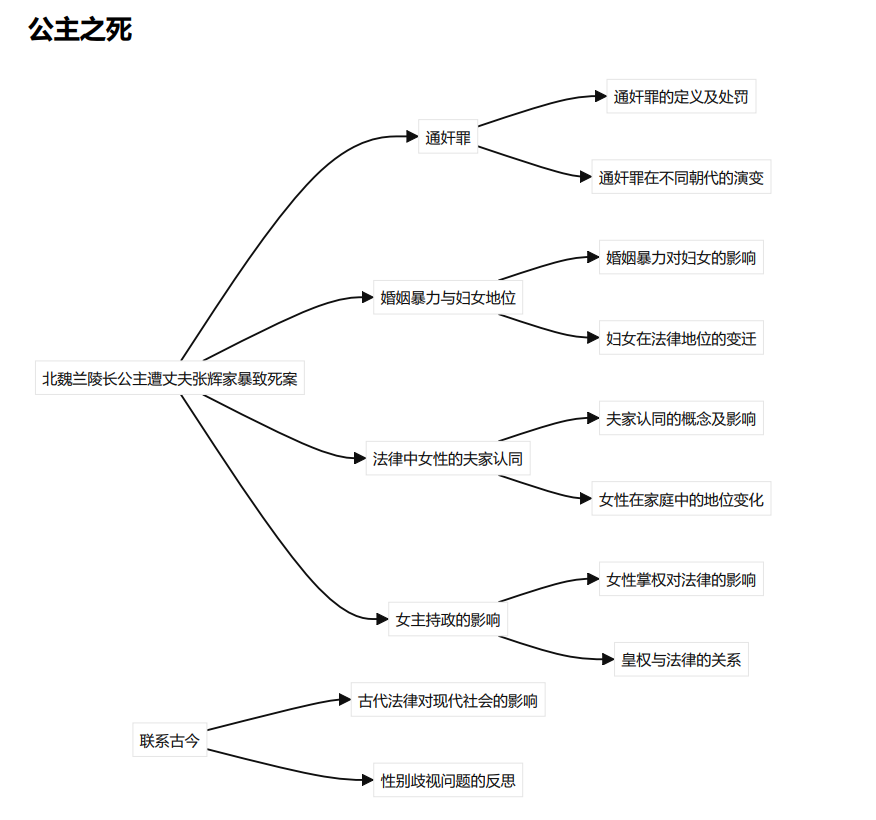 公主之死
通奸罪的定义及处罚
通奸罪
通奸罪在不同朝代的演变
婚姻暴力对妇女的影响
婚姻暴力与妇女地位
妇女在法律地位的变迁
北魏兰陵长公主遭丈夫张辉家暴致死案
夫家认同的概念及影响
法律中女性的夫家认同
女性在家庭中的地位变化
女性掌权对法律的影响
女主持政的影响
皇权与法律的关系
古代法律对现代社会的影响
联系古今
性别歧视问题的反思